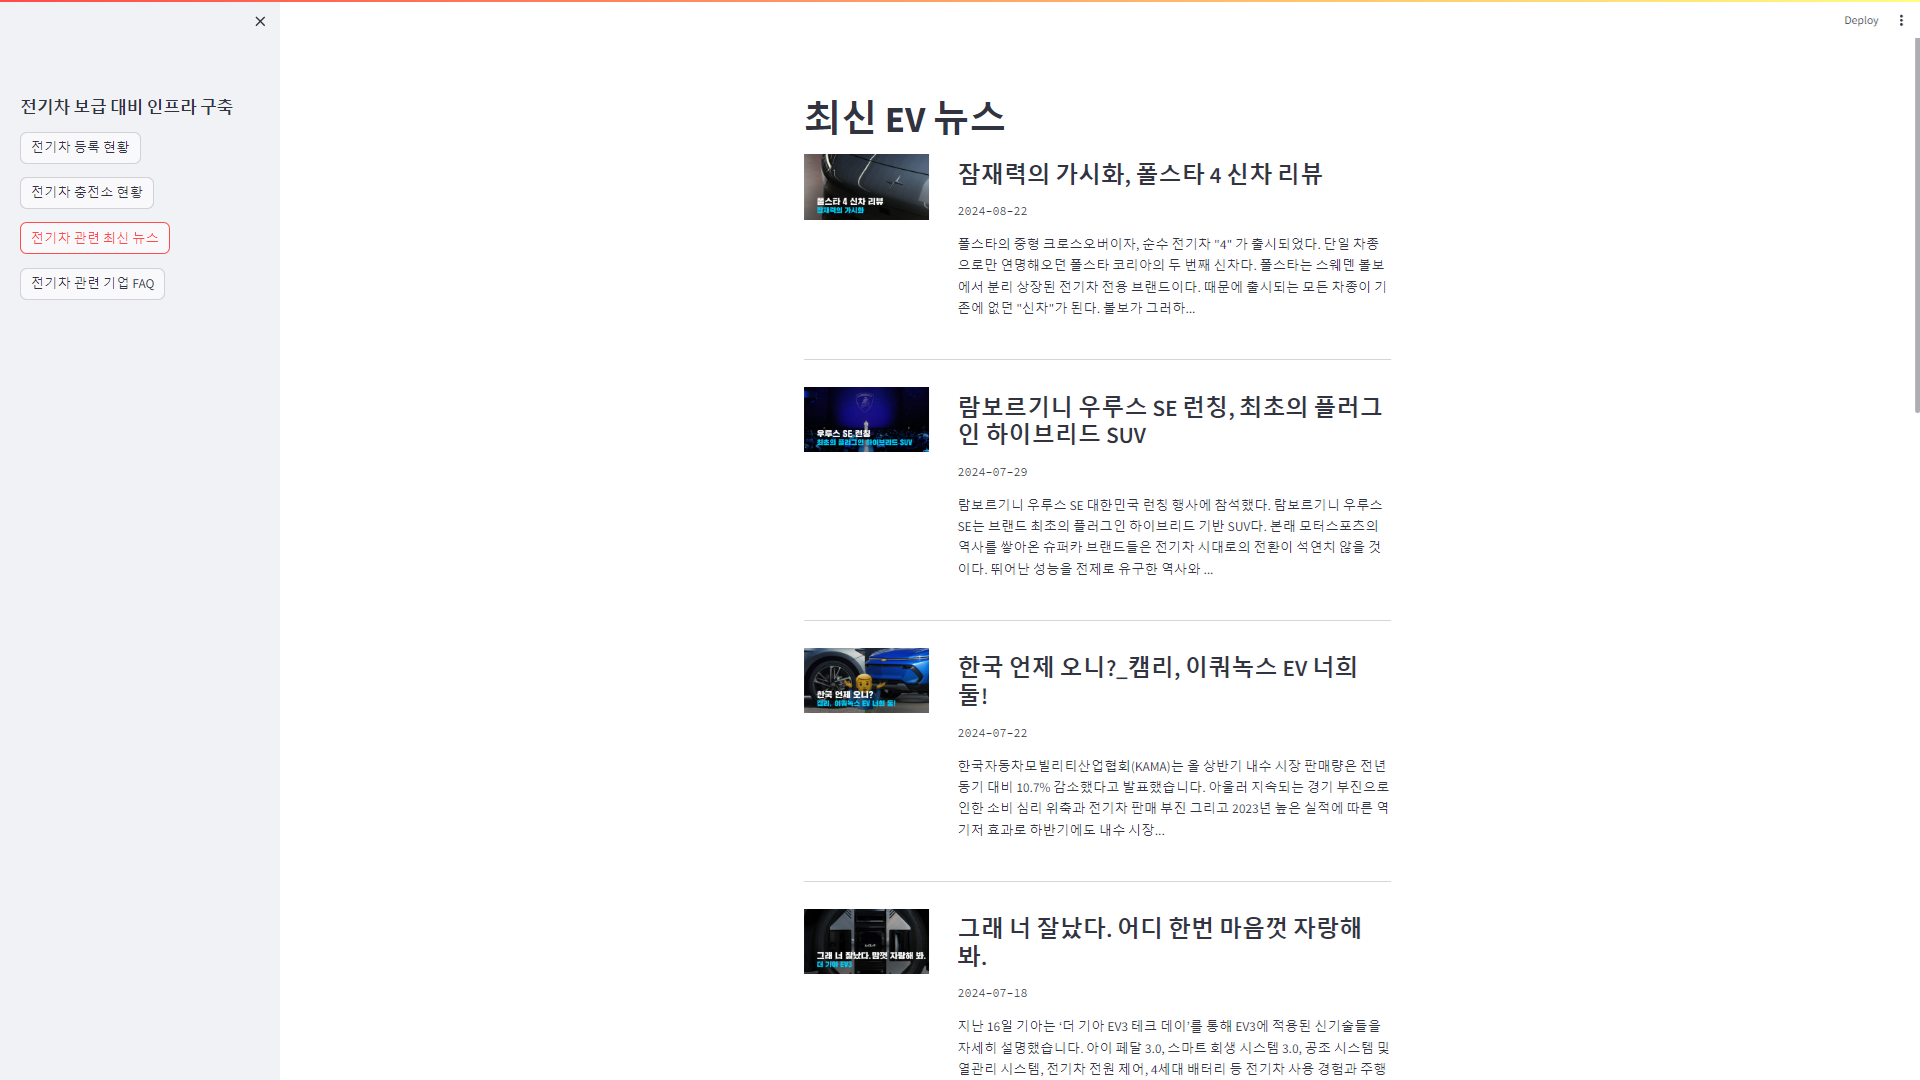 Deploy
전기차 보급 대비 인프라 구축
전기차 등록 현황
전기차 충전소 현황
전기차 관련 최신 뉴스
전기차 관련 기업 FAQ
최신 EV 뉴스
폴스타 4 신차 리뷰
잠재력의 가시화
잠재력의 가시화, 폴스타 4 신차 리뷰
2024-08-22
폴스타의 중형 크로스오버이자, 순수 전기차 "4" 가 출시되었다. 단일 차종
으로만 연명해오던 폴스타 코리아의 두 번째 신차다. 폴스타는 스웨덴 볼보
에서 분리 상장된 전기차 전용 브랜드이다. 때문에 출시되는 모든 차종이 기
존에 없던 "신차"가 된다. 볼보가 그러하...
우루스 SE 런칭
최초의 플러그인 하이브리드 SUV
람보르기니 우루스 SE 런칭, 최초의 플러그
인 하이브리드 SUV
2024-07-29
람보르기니 우루스 SE 대한민국 런칭 행사에 참석했다. 람보르기니 우루스
SE는 브랜드 최초의 플러그인 하이브리드 기반 SUV다. 본래 모터스포츠의
역사를 쌓아온 슈퍼카 브랜드들은 전기차 시대로의 전환이 석연치 않을 것
이다. 뛰어난 성능을 전제로 유구한 역사와 ...
한국 언제 오니?
캠리, 이쿼녹스 EV 너희 둘!
한국 언제 오니?_캠리, 이쿼녹스 EV 너희
둘!
2024-07-22
한국자동차모빌리티산업협회(KAMA)는 올 상반기 내수 시장 판매량은 전년
동기 대비 10.7% 감소했다고 발표했습니다. 아울러 지속되는 경기 부진으로
인한 소비 심리 위축과 전기차 판매 부진 그리고 2023년 높은 실적에 따른 역
기저 효과로 하반기에도 내수 시장...
그래 너 잘났다. 맘껏 자랑해 봐.
더 기아 EV3
그래 너 잘났다. 어디 한번 마음껏 자랑해
봐.
2024-07-18
지난 16일 기아는 ‘더 기아 EV3 테크 데이’를 통해 EV3에 적용된 신기술들을
자세히 설명했습니다. 아이 페달 3.0, 스마트 회생 시스템 3.0, 공조 시스템 및
열관리 시스템, 전기차 전원 제어, 4세대 배터리 등 전기차 사용 경험과 주행